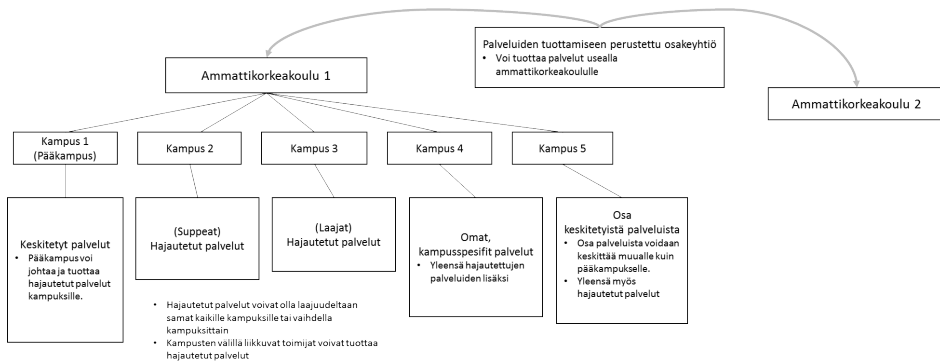 Palveluiden tuottamiseen perustettu osakeyhtiö
• Voi tuottaa palvelut usealla
ammattikorkeakoululle
Ammattikorkeakoulu 1
Ammattikorkeakoulu 2
Kampus 1
(Pääkampus)
Kampus 2
Kampus 3
Kampus 4
Kampus 5
Keskitetyt palvelut
• Pääkampus voi
johtaa ja tuottaa
hajautetut palvelut
kampuksille.
(Suppeat)
Hajautetut palvelut
(Laajat)
Hajautetut palvelut
Omat,
kampusspesifit palvelut
• Yleensä hajautettujen
palveluiden lisäksi
Osa
keskitetyistä palveluista
• Osa palveluista voidaan
keskittää muualle kuin
pääkampukselle.
• Yleensä myös
hajautetut palvelut
• Hajautetut palvelut voivat olla laajuudeltaan
samat kaikille kampuksille tai vaihdella
kampuksittain
• Kampusten välillä liikkuvat toimijat voivat tuottaa
hajautetut palvelut